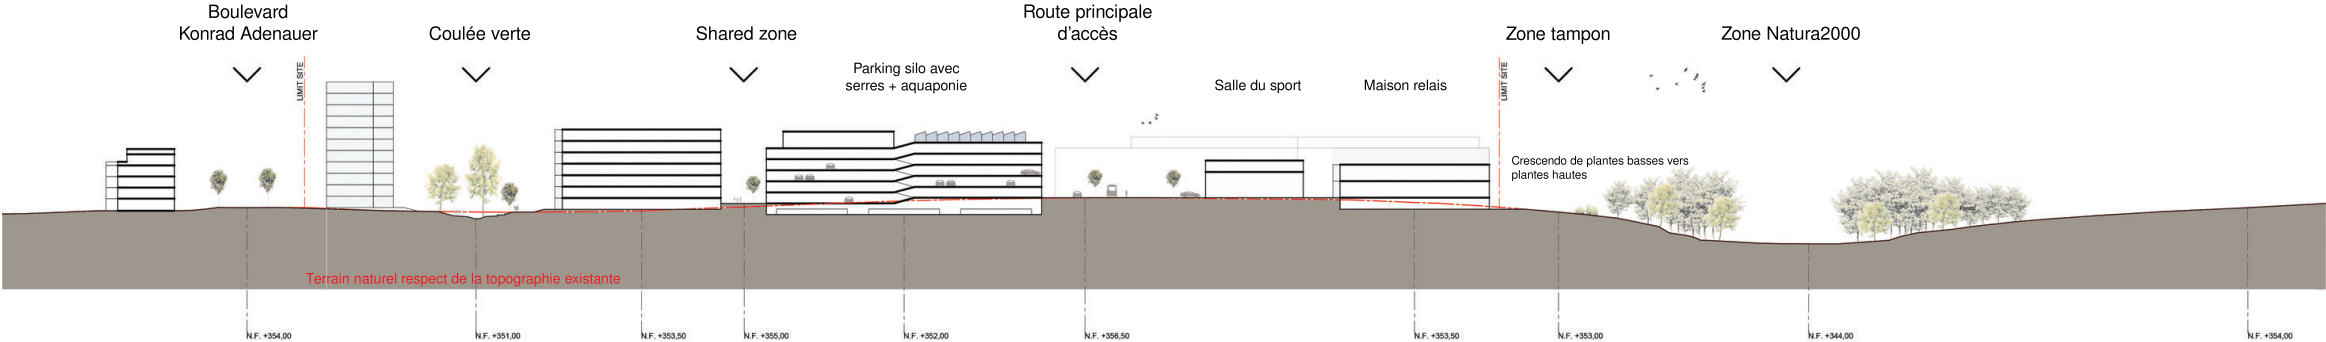 Boulevard
Konrad Adenauer
Coulée verte
Shared zone
Route principale
d'accès
Zone tampon
Zone Natura2000
LIMIT SITE
Parking silo avec
serres + aquaponie
Salle du sport
Maison relais
LIMIT SITE
Crescendo de plantes basses vers
plantes hautes
Terrain naturel respect de la topographie existante
N.F. +354,00
N.F. +351,00
N.F. +353,50
N.F. +355,00
N.F. +352,00
N.F. +356,50
N.F. +353,50
N.F. +353,00
N.F. +344,00
N.F. +354,00